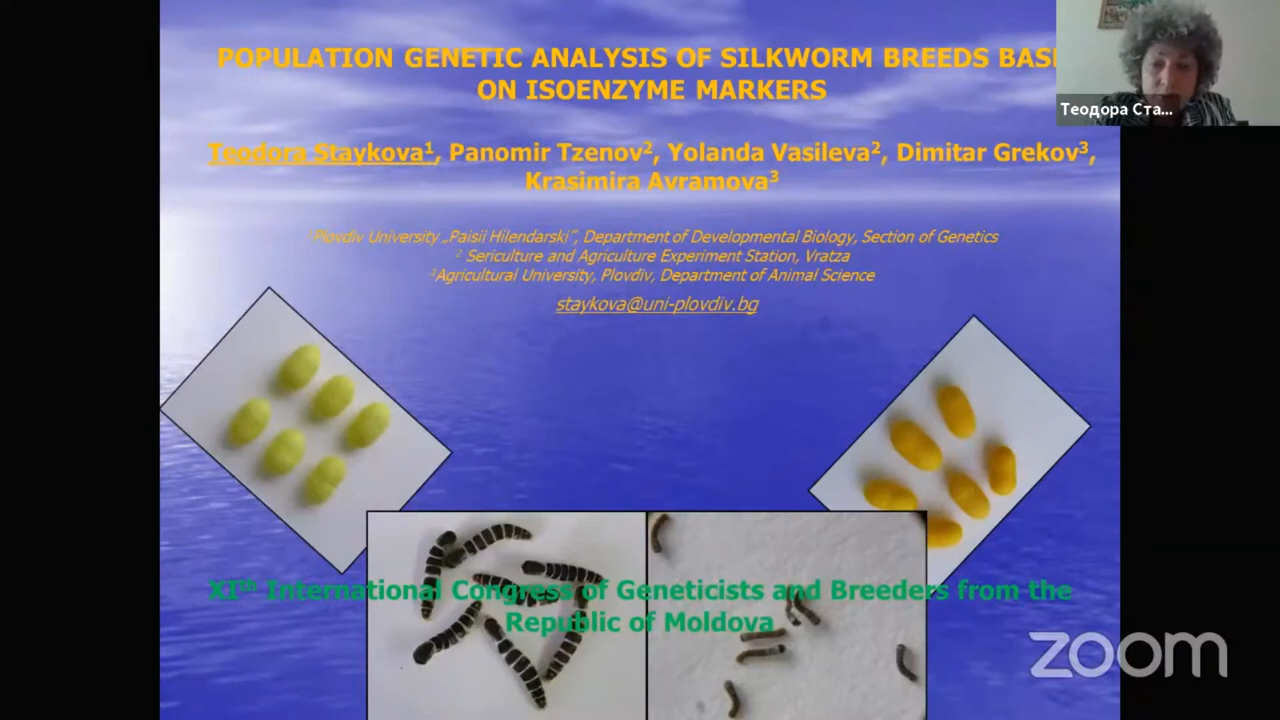 POPULATION GENETIC ANALYSIS OF SILKWORM BREEDS BAS
ON ISOENZYME MARKERS
Теодора Ста...
Teodora Staykova¹, Panomir Tzenov², Yolanda Vasileva², Dimitar Grekov³,
Krasimira Avramova³
¹Plovdiv University „Paisii Hilendarski”, Department of Developmental Biology, Section of Genetics
² Sericulture and Agriculture Experiment Station, Vratza
³Agricultural University, Plovdiv, Department of Animal Science
staykova@uni-plovdiv.bg
XIth International Congress of Geneticists and Breeders from the
Republic of Moldova
zoom